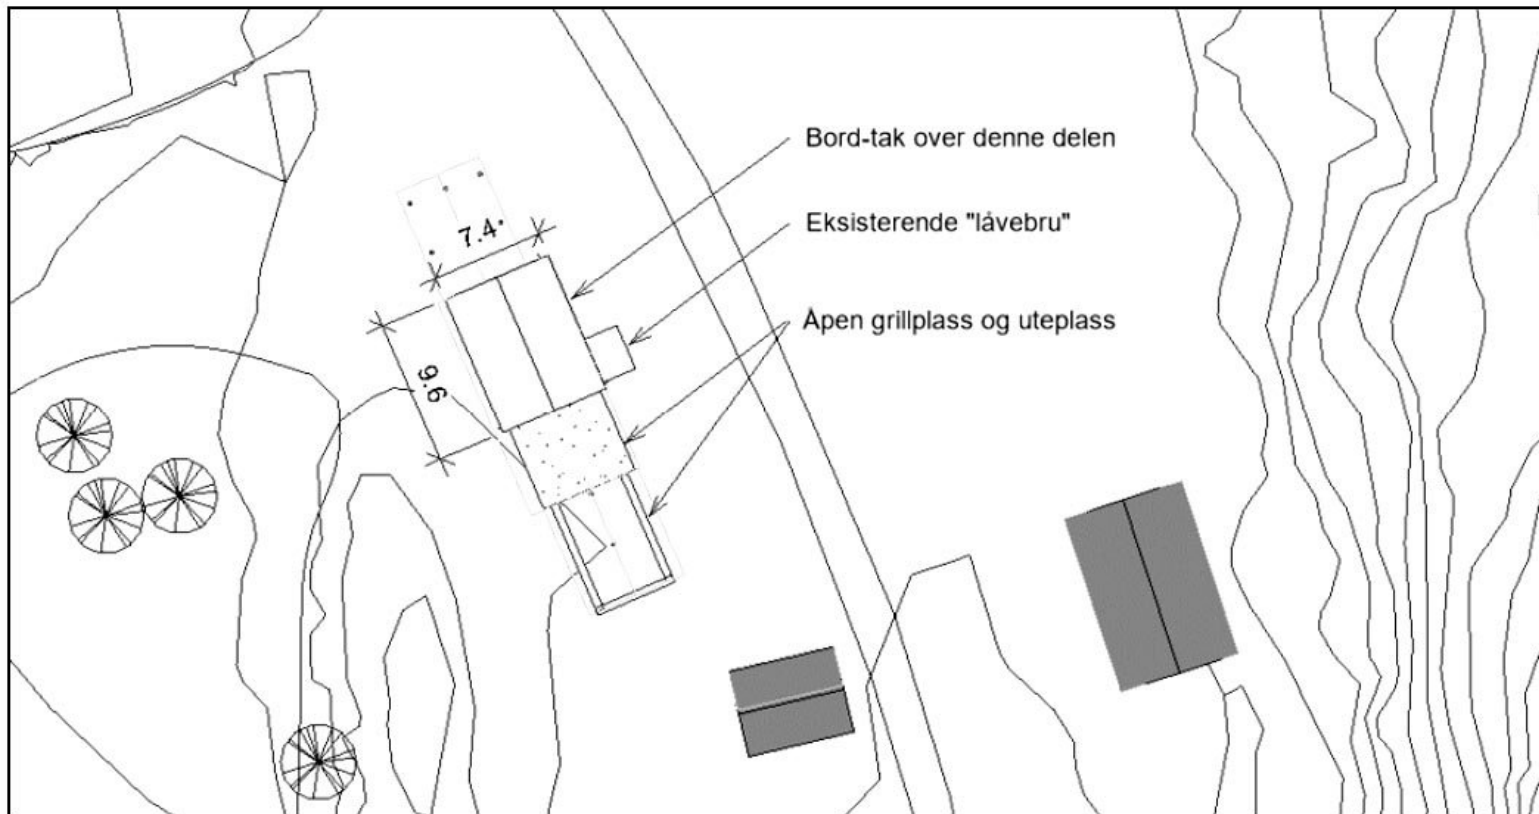 Bord-tak over denne delen
7.4
Eksisterende "låvebru"
Åpen grillplass og uteplass
9.6